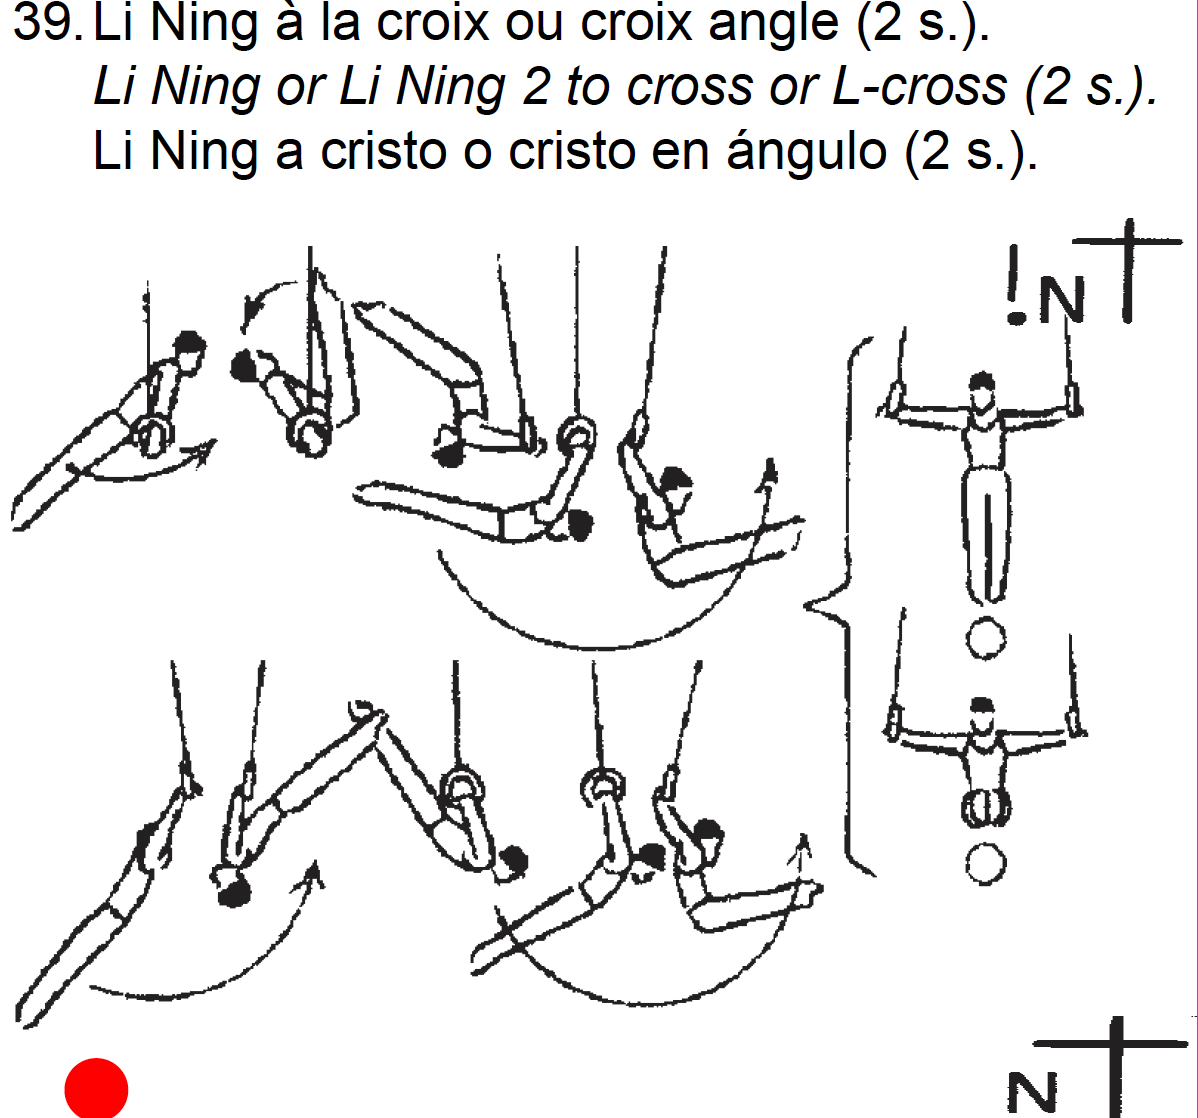 39. Li Ning à la croix ou croix angle (2 s.).
Li Ning or Li Ning 2 to cross or L-cross (2 s.).
Li Ning a cristo o cristo en ángulo (2 s.).
N
N